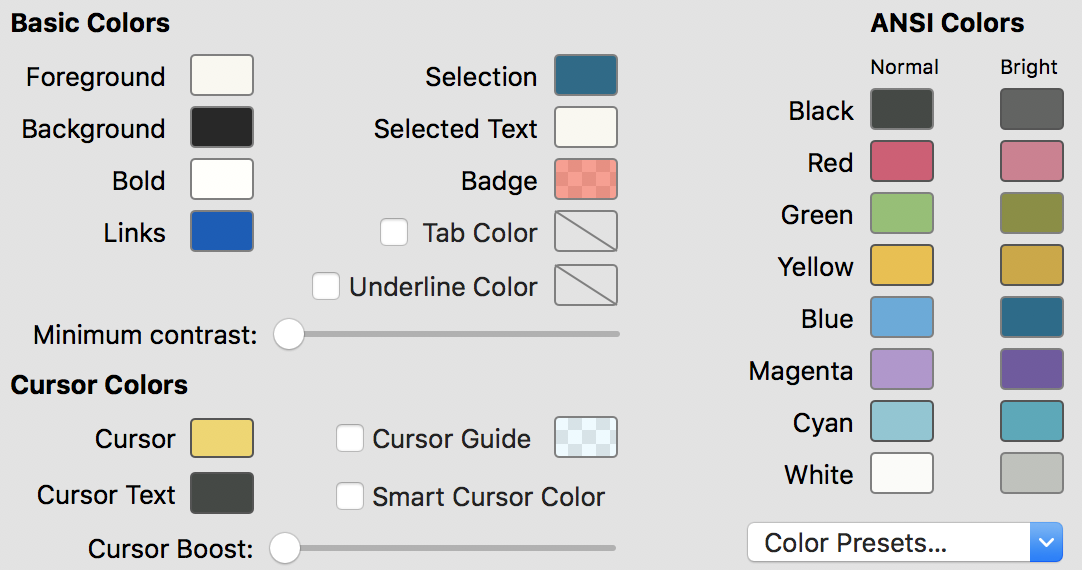 Basic Colors
Foreground
Background
Bold
Links
Selection
Selected Text
Badge
Tab Color
Underline Color
Minimum contrast:
Cursor Colors
Cursor
Cursor Text
Cursor Guide
Smart Cursor Color
Cursor Boost:
ANSI Colors
Normal Bright
Black
Red
Green
Yellow
Blue
Magenta
Cyan
White
Color Presets...